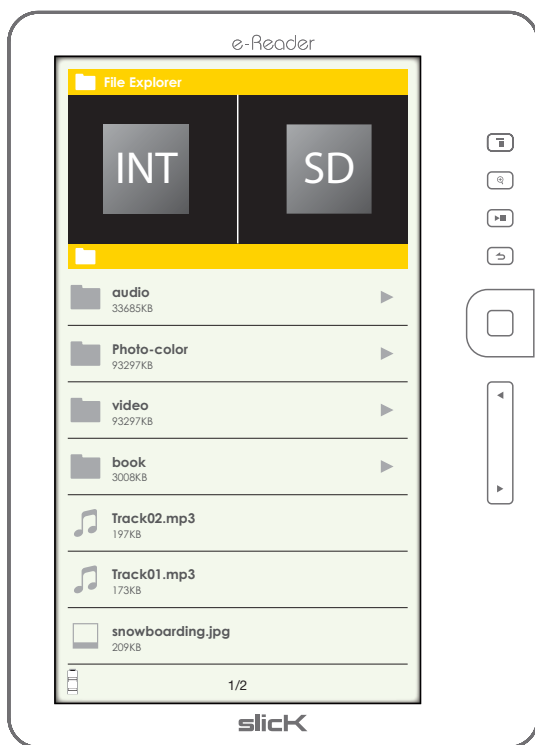 e-Reader
File Explorer
INT
SD
audio
33685KB
Photo-color
93297KB
video
93297KB
book
3008KB
Track02.mp3
197KB
Track01.mp3
173KB
snowboarding.jpg
209KB
1/2
slicK